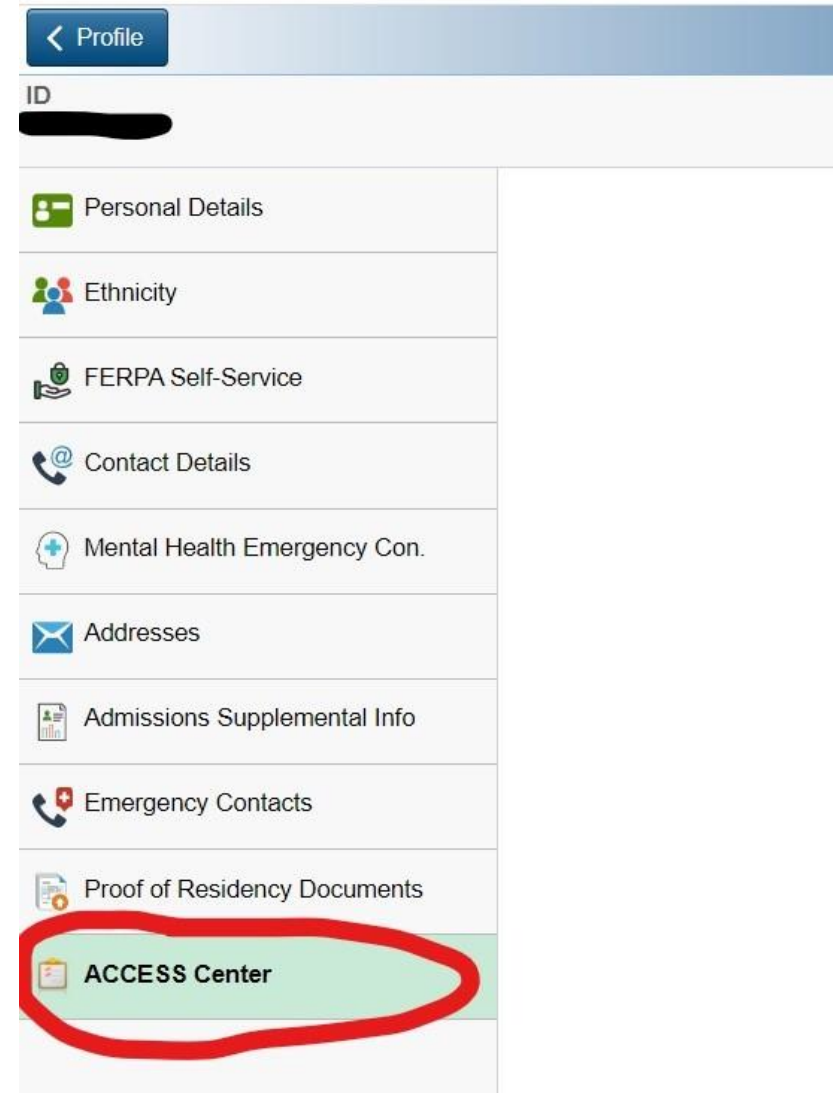 Profile
ID
Personal Details
Ethnicity
FERPA Self-Service
Contact Details
Mental Health Emergency Con.
Addresses
Admissions Supplemental Info
Emergency Contacts
Proof of Residency Documents
ACCESS Center